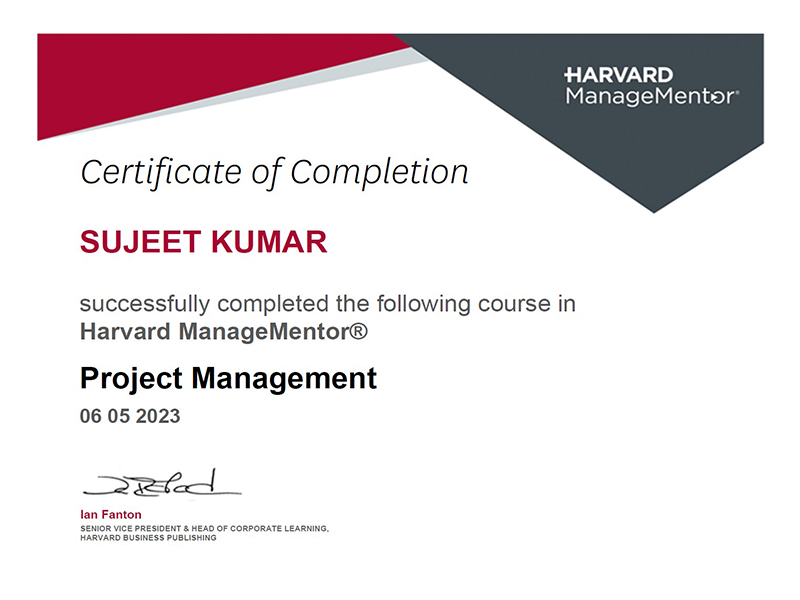 HARVARD
ManageMentor®
Certificate of Completion
SUJEET KUMAR
successfully completed the following course in
Harvard ManageMentor®
Project Management
06 05 2023
Ian Fanton
SENIOR VICE PRESIDENT & HEAD OF CORPORATE LEARNING,
HARVARD BUSINESS PUBLISHING